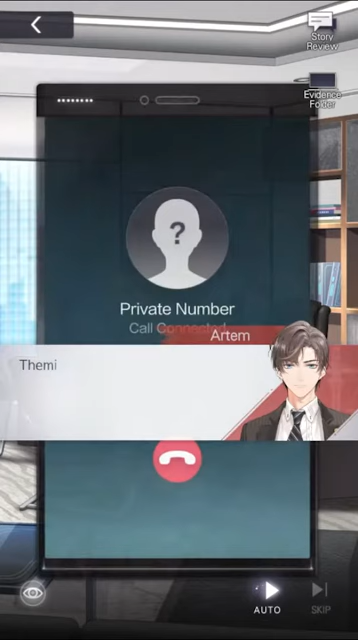 Story
Review
Evidence
Folder
Private Number
Call Connected
Artem
Themi
AUTO
SKIP